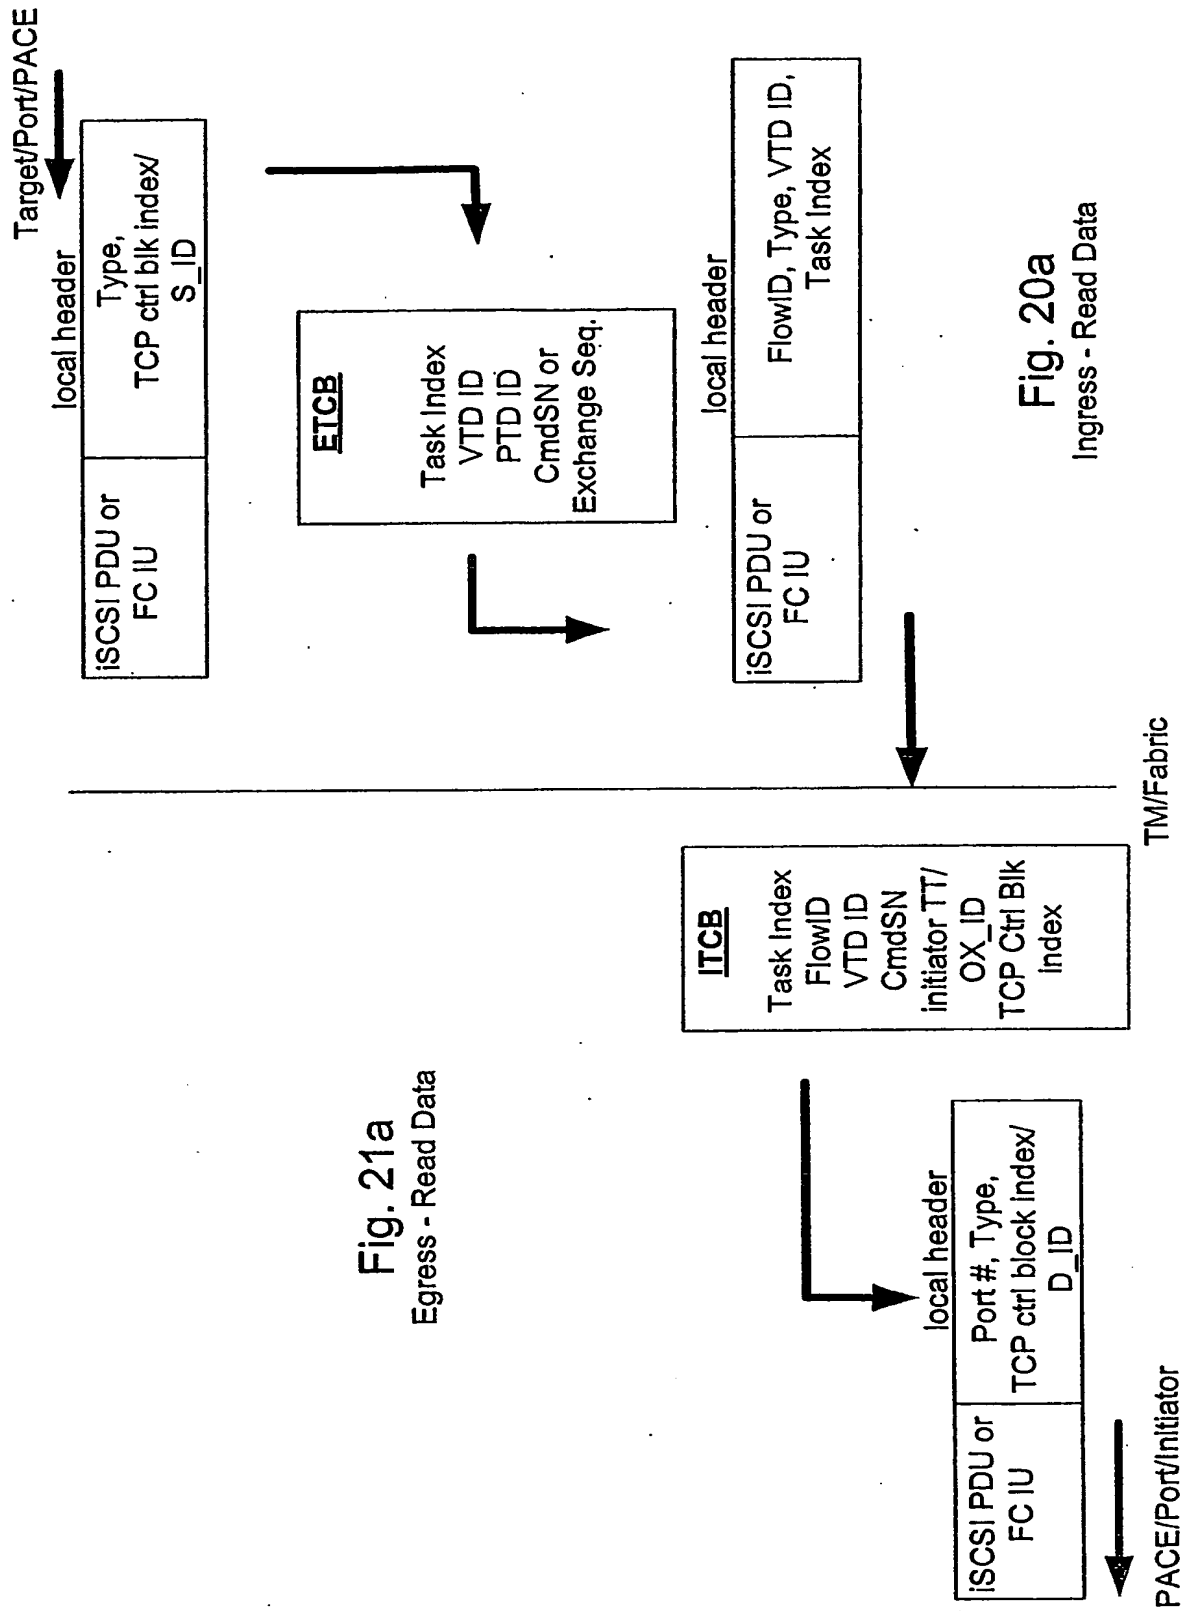 Target/Port/PACE
local header
iSCSI PDU or
FC IU
Type,
TCP ctrl blk index/
S_ID
ETCB
Task Index
VTD ID
PTD ID
CmdSN or
Exchange Seq.
local header
iSCSI PDU or
FC IU
FlowID, Type, VTD ID,
Task Index
Fig. 20a
Ingress - Read Data
TM/Fabric
Fig. 21a
Egress - Read Data
ITCB
Task Index
FlowID
VTD ID
CmdSN
initiator TT/
OX_ID
TCP Ctrl Blk
index
local header
iSCSI PDU or
FC IU
Port #, Type,
TCP ctrl block index/
D_ID
PACE/Port/Initiator